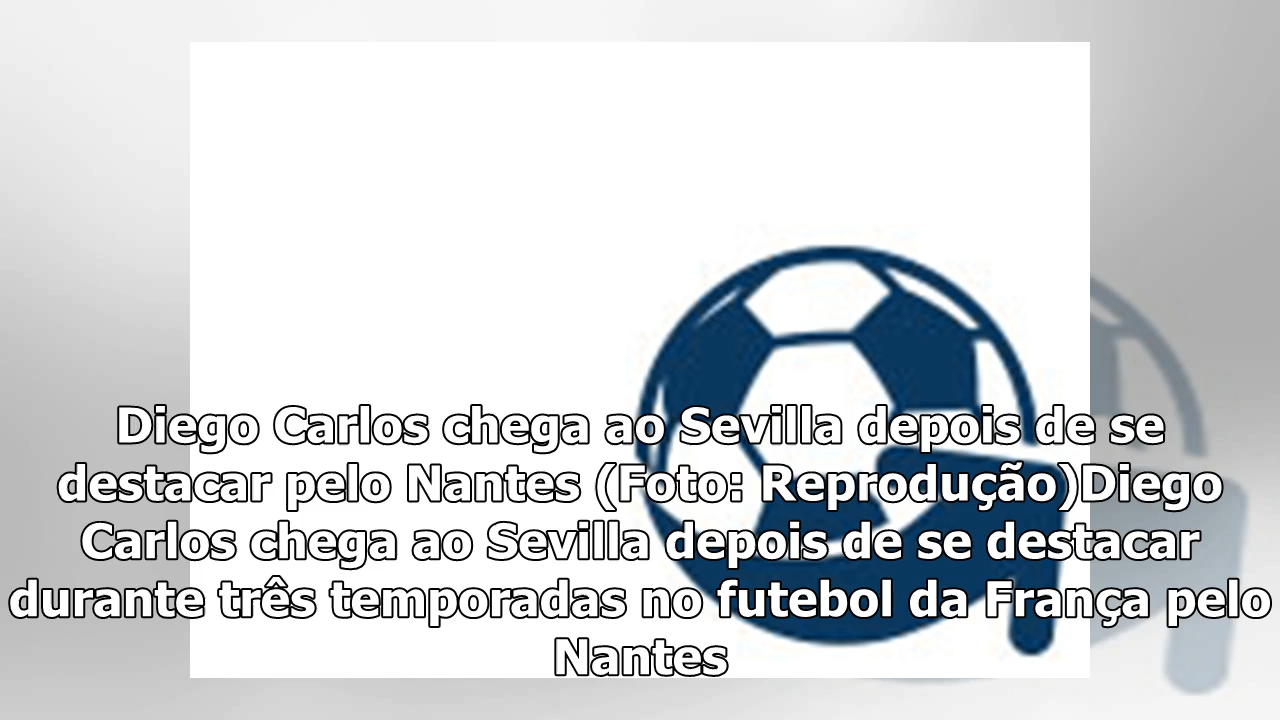 Diego Carlos chega ao Sevilla depois de se
destacar pelo Nantes (Foto: Reprodução)Diego
Carlos chega ao Sevilla depois de se destacar
durante três temporadas no futebol da França pelo
Nantes